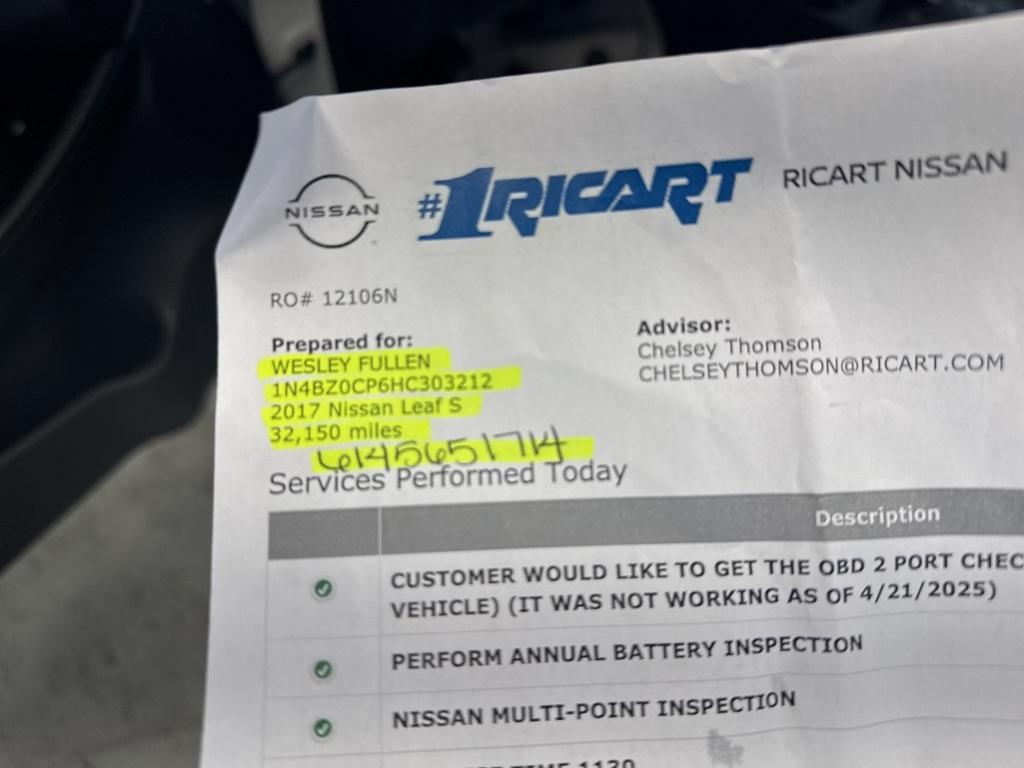 NISSAN
#1RICART
RICART NISSAN
RO# 12106N
Prepared for:
WESLEY FULLEN
1N4BZ0CP6HC303212
2017 Nissan Leaf S
32,150 miles
6145651714
Advisor:
Chelsey Thomson
CHELSEYTHOMSON@RICART.COM
Services Performed Today
Description
CUSTOMER WOULD LIKE TO GET THE OBD 2 PORT CHEC
VEHICLE) (IT WAS NOT WORKING AS OF 4/21/2025)
PERFORM ANNUAL BATTERY INSPECTION
NISSAN MULTI-POINT INSPECTION
TIME 1120